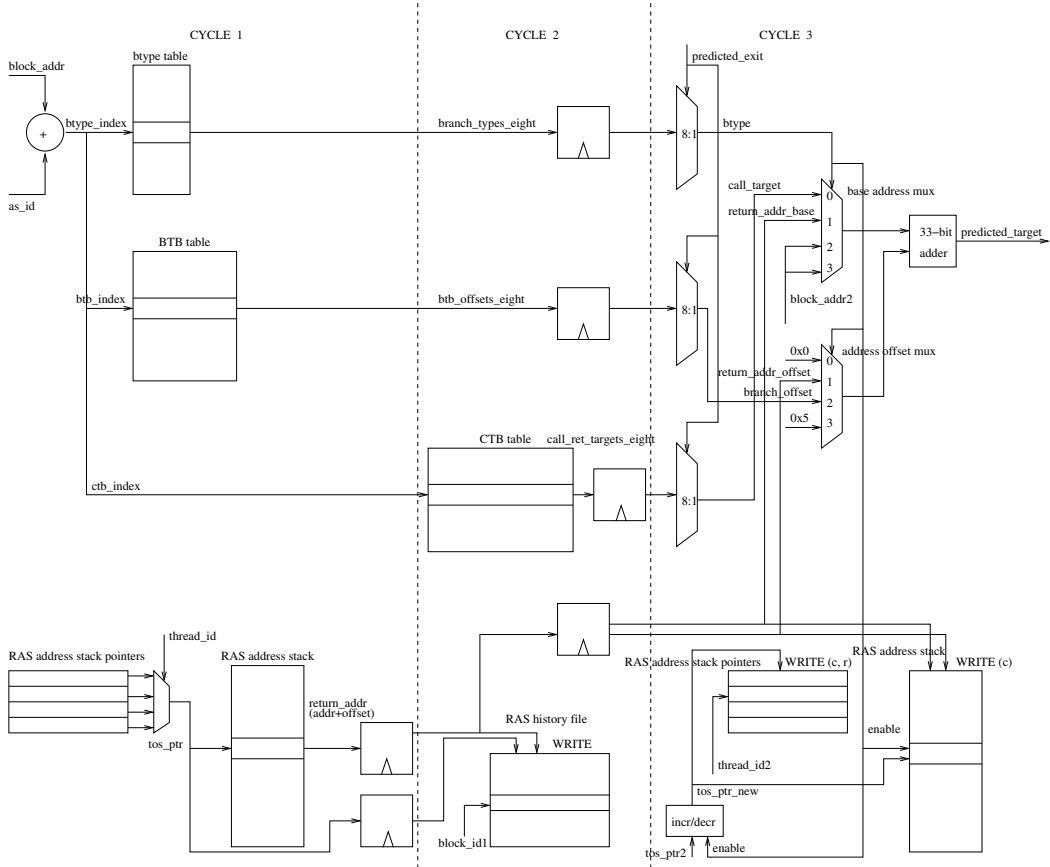 CYCLE 1
CYCLE 2
CYCLE 3
btype table
block_addr
predicted_exit
+
btype_index
branch_types_eight
8:1
btype
as_id
call_target
0
base address mux
return_addr_base
1
33-bit
adder
predicted_target
2
3
BTB table
btb_index
btb_offsets_eight
8:1
block_addr2
0x0
0
address offset mux
return_addr_offset
1
branch_offset
2
0x5
3
CTB table
call_ret_targets_eight
ctb_index
8:1
thread_id
RAS address stack pointers
RAS address stack
RAS address stack pointers
WRITE (c, r)
RAS address stack
WRITE (c)
return_addr
(addr+offset)
RAS history file
tos_ptr
WRITE
enable
thread_id2
tos_ptr_new
block_id1
incr/decr
tos_ptr2
enable